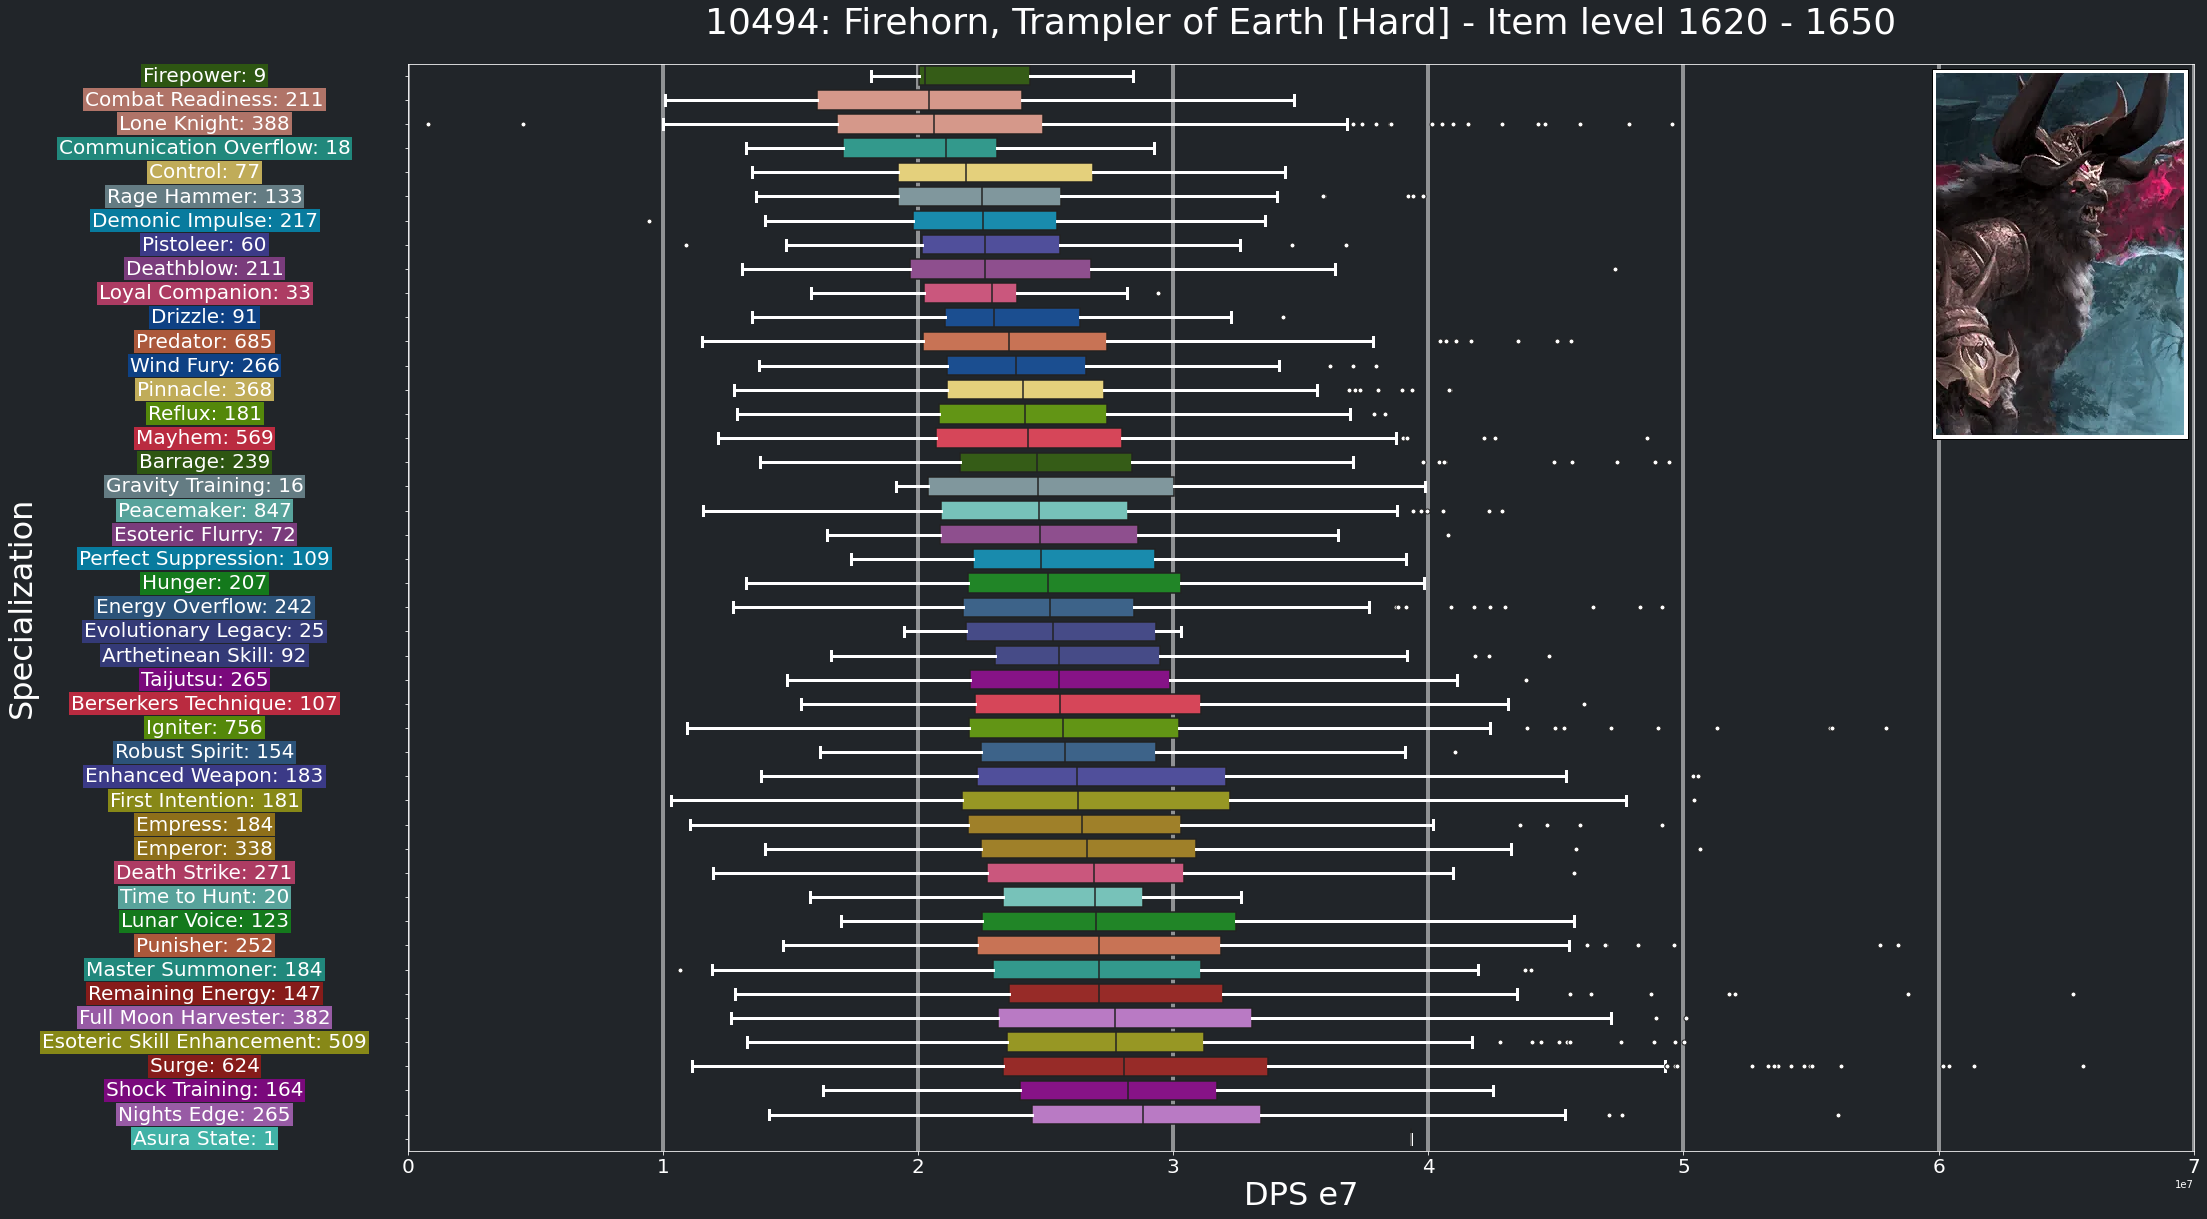 10494: Firehorn, Trampler of Earth [Hard] - Item level 1620 - 1650
Specialization
Firepower: 9
Combat Readiness: 211
Lone Knight: 388
Communication Overflow: 18
Control: 77
Rage Hammer: 133
Demonic Impulse: 217
Pistoleer: 60
Deathblow: 211
Loyal Companion: 33
Drizzle: 91
Predator: 685
Wind Fury: 266
Pinnacle: 368
Reflux: 181
Mayhem: 569
Barrage: 239
Gravity Training: 16
Peacemaker: 847
Esoteric Flurry: 72
Perfect Suppression: 109
Hunger: 207
Energy Overflow: 242
Evolutionary Legacy: 25
Arthetinean Skill: 92
Taijutsu: 265
Berserkers Technique: 107
Igniter: 756
Robust Spirit: 154
Enhanced Weapon: 183
First Intention: 181
Empress: 184
Emperor: 338
Death Strike: 271
Time to Hunt: 20
Lunar Voice: 123
Punisher: 252
Master Summoner: 184
Remaining Energy: 147
Full Moon Harvester: 382
Esoteric Skill Enhancement: 509
Surge: 624
Shock Training: 164
Nights Edge: 265
Asura State: 1
0 1 2 3 4 5 6 7
DPS e7
1e7